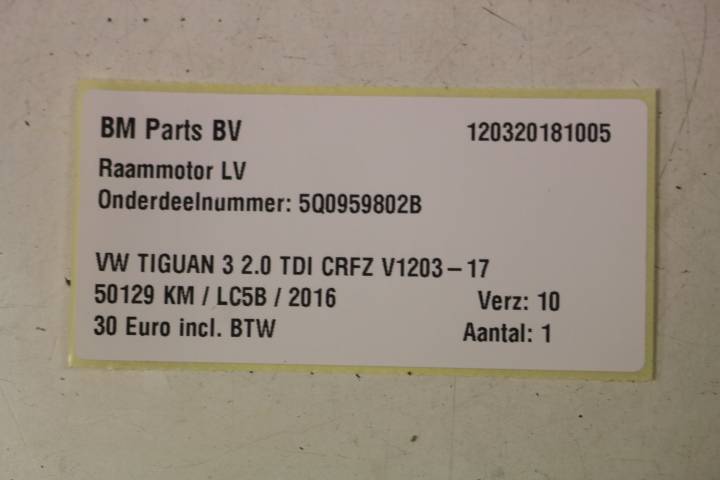 BM Parts BV 120320181005
Raammotor LV
Onderdeelnummer: 5Q0959802B
VW TIGUAN 3 2.0 TDI CRFZ V1203-17
50129 KM / LC5B / 2016 Verz: 10
30 Euro incl. BTW Aantal: 1